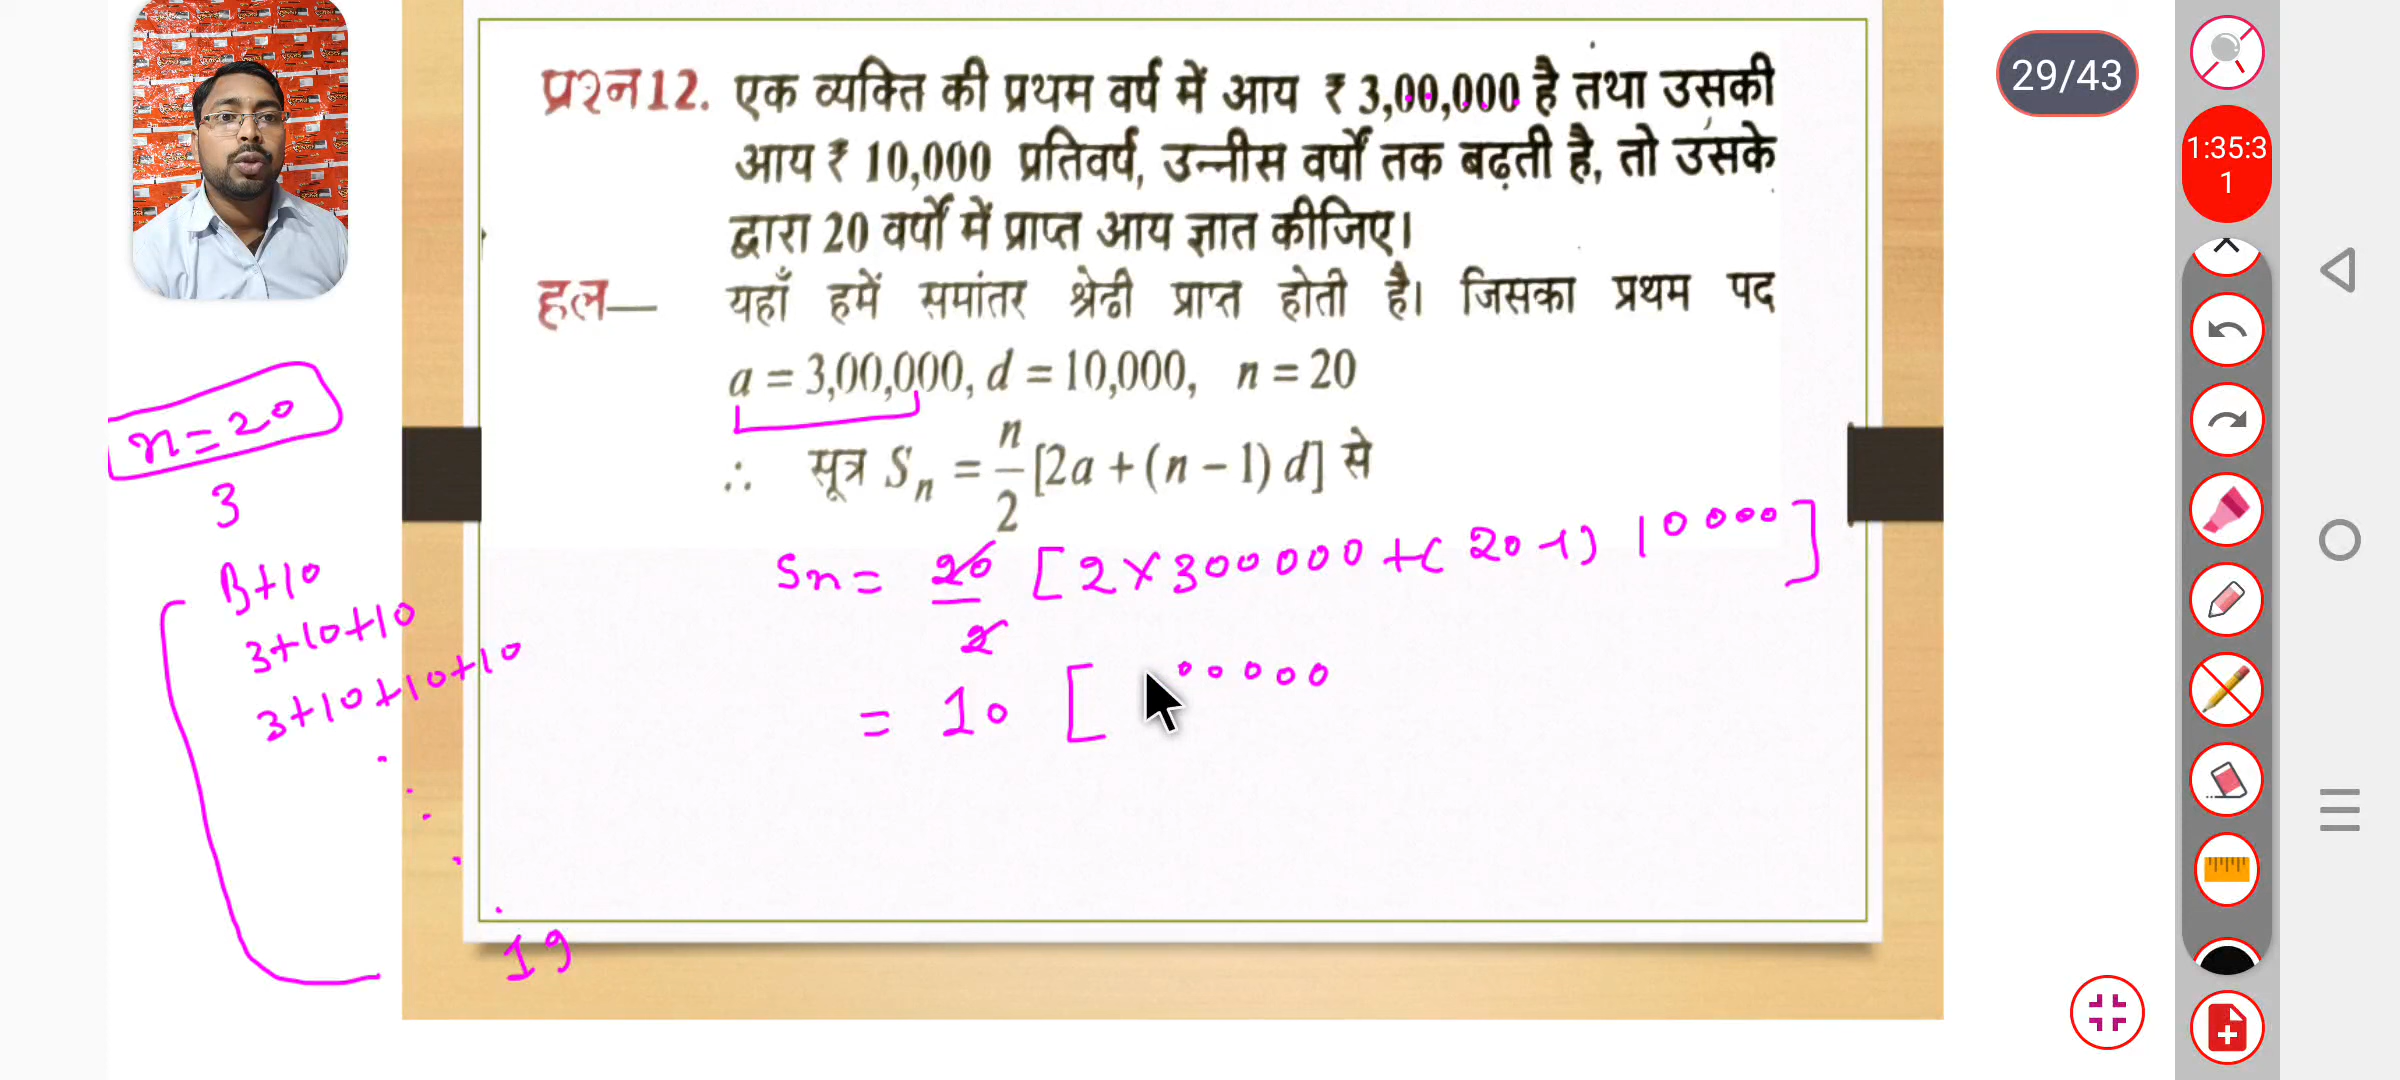 प्रश्न12. एक व्यक्ति की प्रथम वर्ष में आय ₹ 3,00,000 है तथा उसकी
आय ₹ 10,000 प्रतिवर्ष, उन्नीस वर्षों तक बढ़ती है, तो उसके
द्वारा 20 वर्षों में प्राप्त आय ज्ञात कीजिए।
हल— यहाँ हमें समांतर श्रेढी प्राप्त होती है। जिसका प्रथम पद
a = 3,00,000, d = 10,000, n = 20
∴ सूत्र Sn = n/2 [2a + (n − 1) d] से
Sn = 20/2 [2×300000+(20-1) 10000]
= 10 [ 00000
n=20
3
3+10
3+10+10
3+10+10+10
19
29/43
1:35:3
1